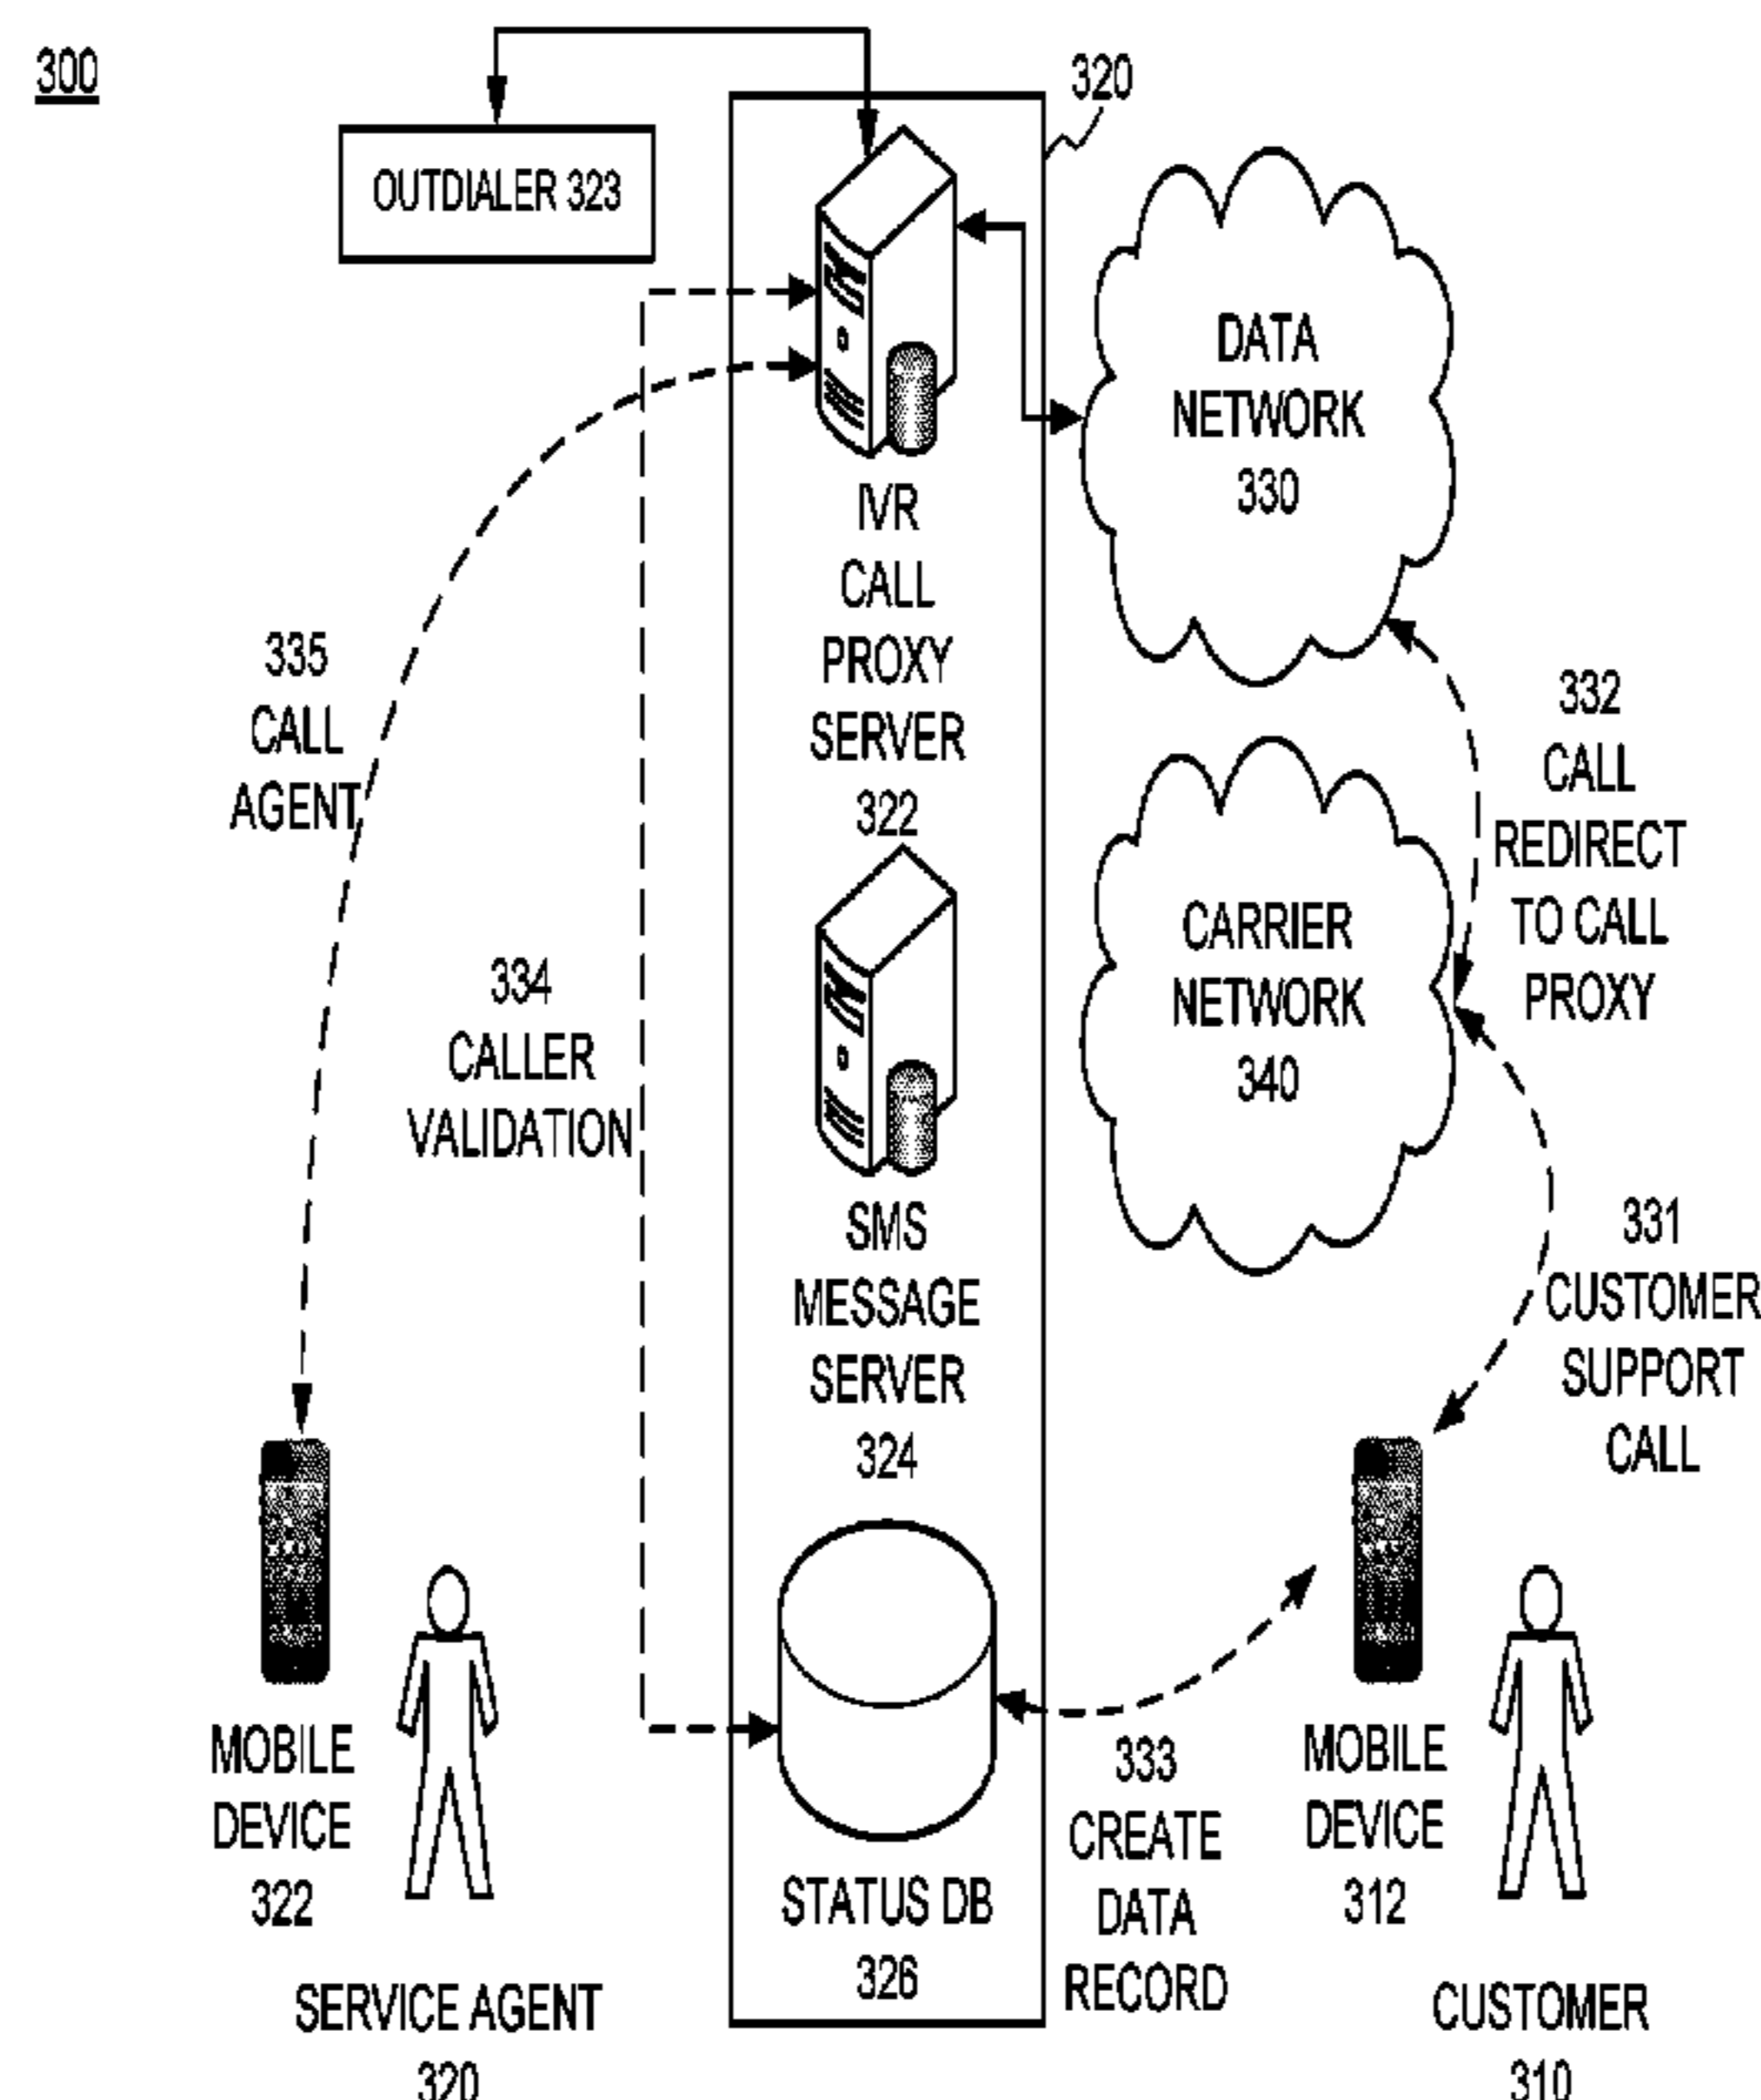 300
320
OUTDIALER 323
DATA
NETWORK
330
IVR
CALL
PROXY
SERVER
322
335
CALL
AGENT
332
CALL
REDIRECT
TO CALL
PROXY
CARRIER
NETWORK
340
334
CALLER
VALIDATION
SMS
MESSAGE
SERVER
324
331
CUSTOMER
SUPPORT
CALL
MOBILE
DEVICE
322
SERVICE AGENT
320
STATUS DB
326
333
CREATE
DATA
RECORD
MOBILE
DEVICE
312
CUSTOMER
310